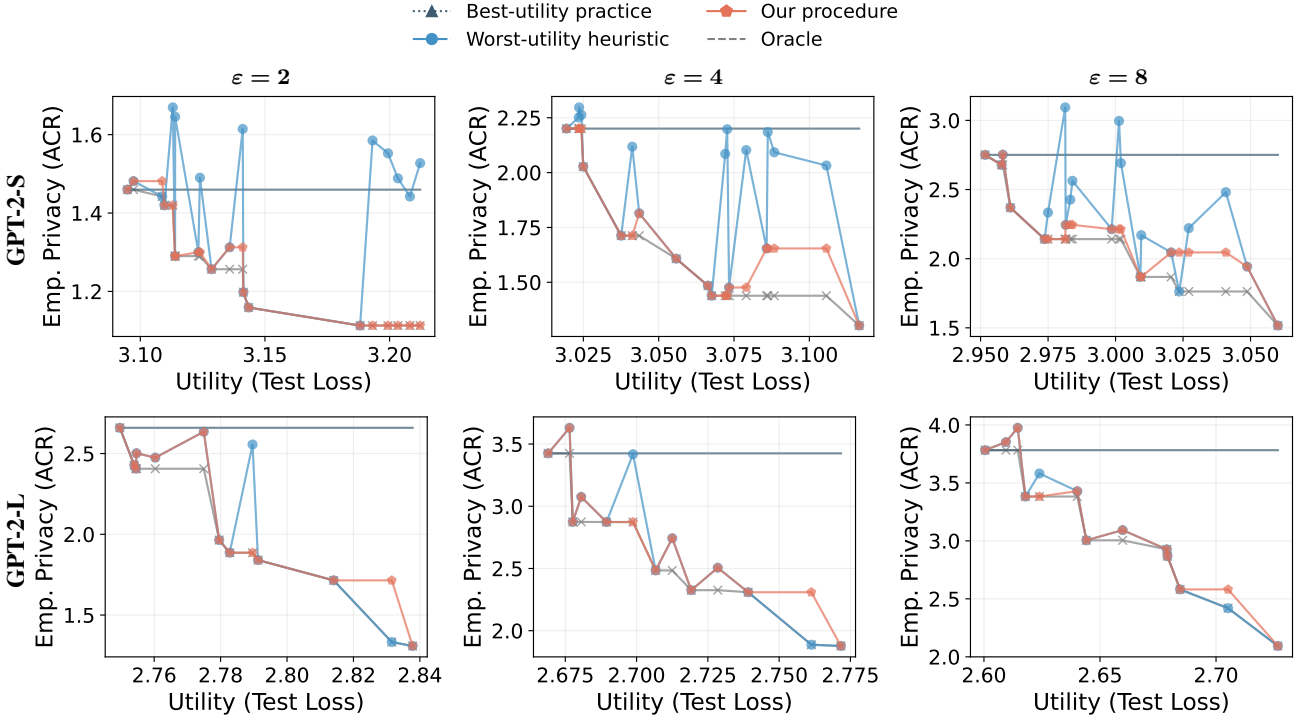 Best-utility practice
Our procedure
Worst-utility heuristic
Oracle
ε = 2
ε = 4
ε = 8
GPT-2-S
Emp. Privacy (ACR)
1.6
1.4
1.2
3.10
3.15
3.20
Utility (Test Loss)
Emp. Privacy (ACR)
2.25
2.00
1.75
1.50
3.025
3.050
3.075
3.100
Utility (Test Loss)
Emp. Privacy (ACR)
3.0
2.5
2.0
1.5
2.950
2.975
3.000
3.025
3.050
Utility (Test Loss)
GPT-2-L
Emp. Privacy (ACR)
2.5
2.0
1.5
2.76
2.78
2.80
2.82
2.84
Utility (Test Loss)
Emp. Privacy (ACR)
3.5
3.0
2.5
2.0
2.675
2.700
2.725
2.750
2.775
Utility (Test Loss)
Emp. Privacy (ACR)
4.0
3.5
3.0
2.5
2.0
2.60
2.65
2.70
Utility (Test Loss)